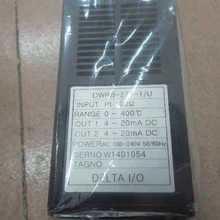 INPUT
RANGE 0 ~ 400℃
OUT 1 4 ~ 20mA DC
OUT 2 4 ~ 20mA DC
POWER AC 100-240V 50/60Hz
SERNO W1401054
TAGNO
DELTA I/O